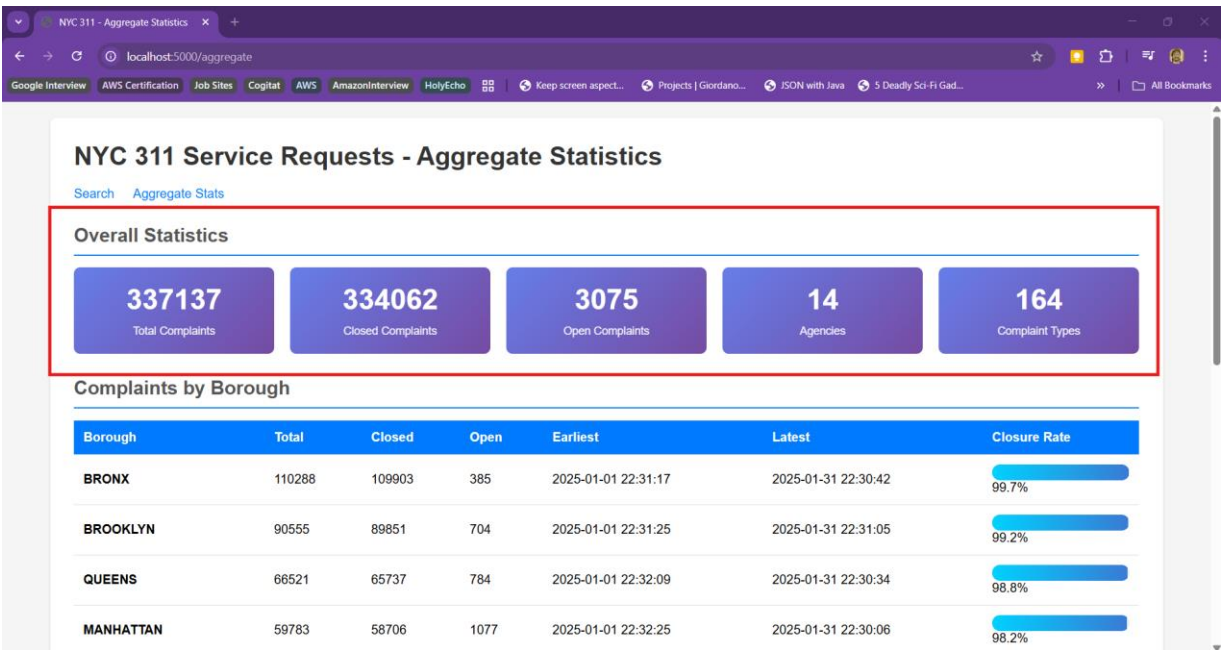 NYC 311 - Aggregate Statistics
localhost:5000/aggregate
Google Interview AWS Certification Job Sites Cogitat AWS AmazonInterview HolyEcho Keep screen aspect... Projects | Giordano... JSON with Java 5 Deadly Sci-Fi Gad... » All Bookmarks
NYC 311 Service Requests - Aggregate Statistics
Search Aggregate Stats
Overall Statistics
337137 334062 3075 14 164
Total Complaints Closed Complaints Open Complaints Agencies Complaint Types
Complaints by Borough
Borough Total Closed Open Earliest Latest Closure Rate
BRONX 110288 109903 385 2025-01-01 22:31:17 2025-01-31 22:30:42 99.7%
BROOKLYN 90555 89851 704 2025-01-01 22:31:25 2025-01-31 22:31:05 99.2%
QUEENS 66521 65737 784 2025-01-01 22:32:09 2025-01-31 22:30:34 98.8%
MANHATTAN 59783 58706 1077 2025-01-01 22:32:25 2025-01-31 22:30:06 98.2%